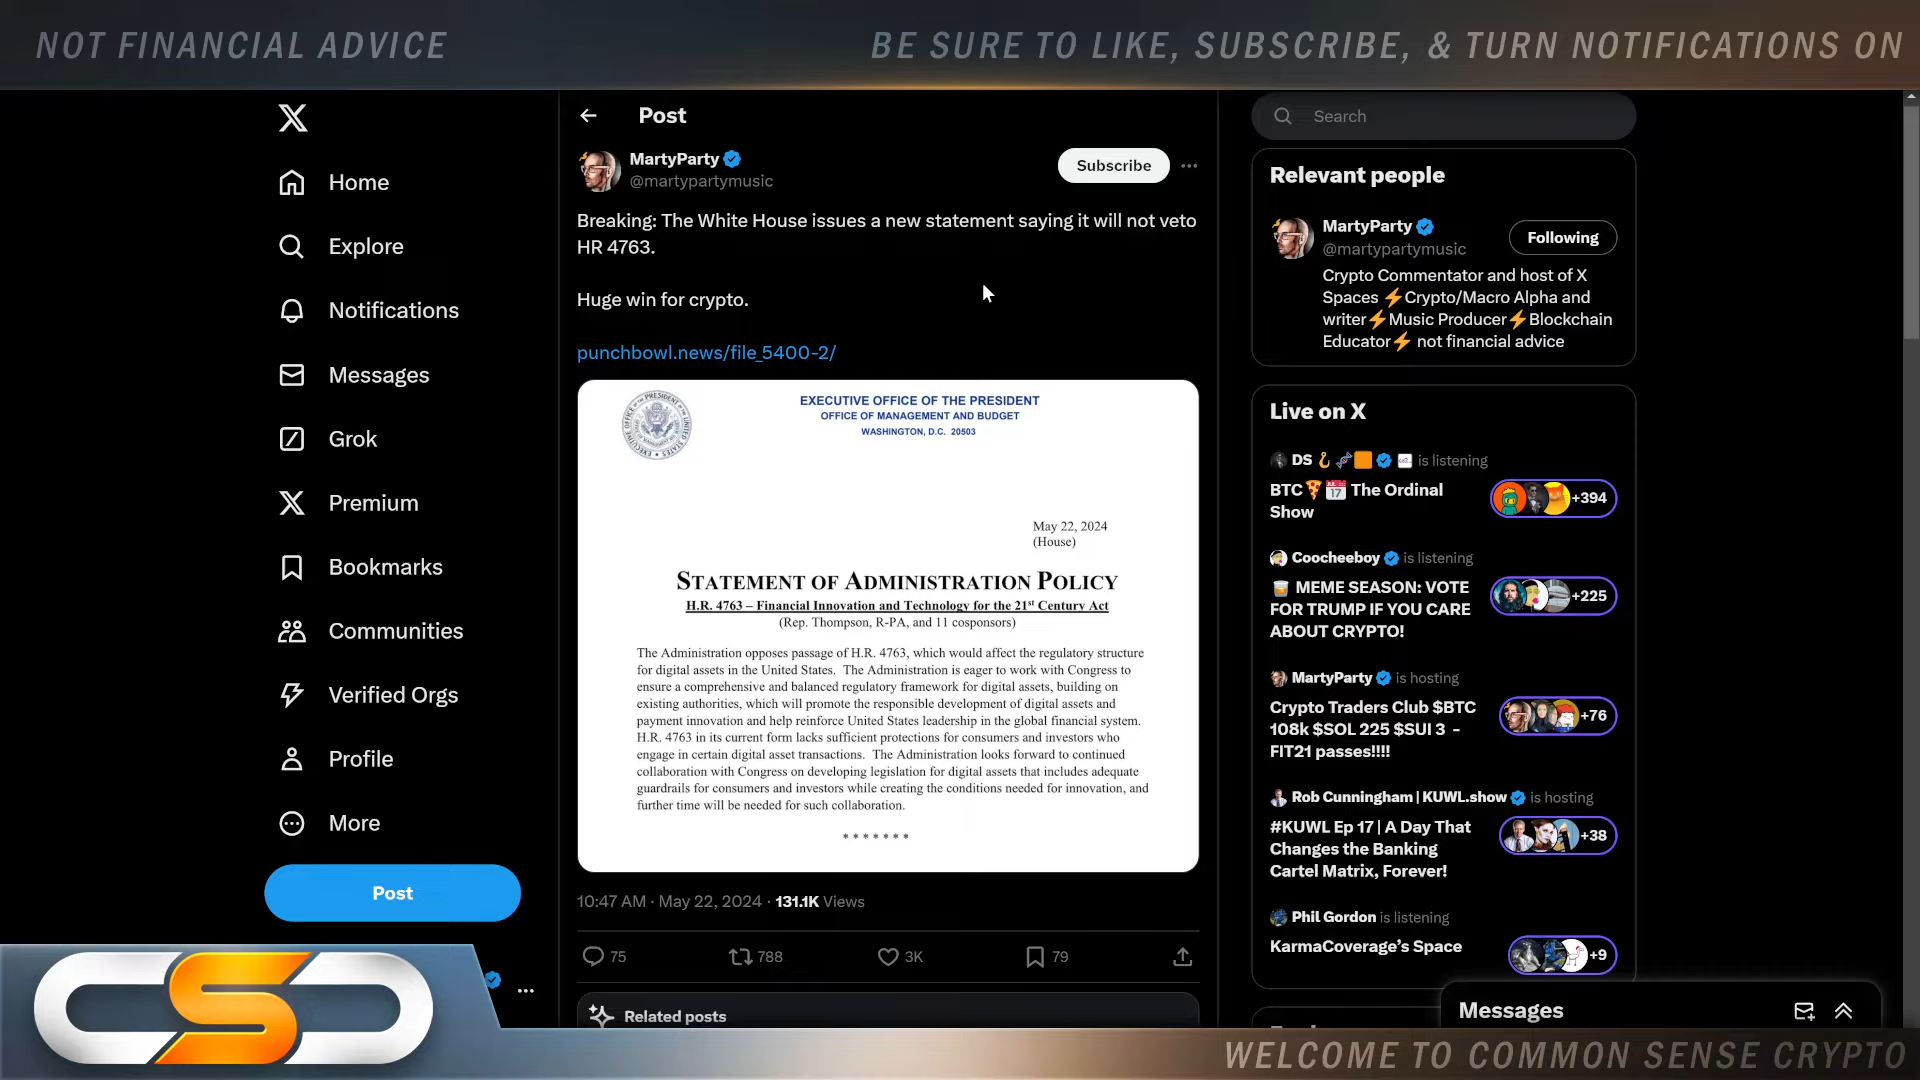 NOT FINANCIAL ADVICE
BE SURE TO LIKE, SUBSCRIBE, & TURN NOTIFICATIONS ON
Home
Explore
Notifications
Messages
Grok
Premium
Bookmarks
Communities
Verified Orgs
Profile
More
Post
Post
MartyParty
@martypartymusic
Subscribe
Breaking: The White House issues a new statement saying it will not veto
HR 4763.
Huge win for crypto.
punchbowl.news/file_5400-2/
EXECUTIVE OFFICE OF THE PRESIDENT
OFFICE OF MANAGEMENT AND BUDGET
WASHINGTON, D.C. 20503
May 22, 2024
(House)
STATEMENT OF ADMINISTRATION POLICY
H.R. 4763 – Financial Innovation and Technology for the 21st Century Act
(Rep. Thompson, R-PA, and 11 cosponsors)
The Administration opposes passage of H.R. 4763, which would affect the regulatory structure
for digital assets in the United States. The Administration is eager to work with Congress to
ensure a comprehensive and balanced regulatory framework for digital assets, building on
existing authorities, which will promote the responsible development of digital assets and
payment innovation and help reinforce United States leadership in the global financial system.
H.R. 4763 in its current form lacks sufficient protections for consumers and investors who
engage in certain digital asset transactions. The Administration looks forward to continued
collaboration with Congress on developing legislation for digital assets that includes adequate
guardrails for consumers and investors while creating the conditions needed for innovation, and
further time will be needed for such collaboration.
* * * * * * *
10:47 AM · May 22, 2024 · 131.1K Views
75
788
3K
79
Related posts
Search
Relevant people
MartyParty
@martypartymusic
Following
Crypto Commentator and host of X
Spaces ⚡Crypto/Macro Alpha and
writer⚡Music Producer⚡Blockchain
Educator⚡ not financial advice
Live on X
DS is listening
BTC🍕📅 The Ordinal
Show
+394
Coocheeboy is listening
🥃 MEME SEASON: VOTE
FOR TRUMP IF YOU CARE
ABOUT CRYPTO!
+225
MartyParty is hosting
Crypto Traders Club $BTC
108k $SOL 225 $SUI 3 -
FIT21 passes!!!!
+76
Rob Cunningham | KUWL.show is hosting
#KUWL Ep 17 | A Day That
Changes the Banking
Cartel Matrix, Forever!
+38
Phil Gordon is listening
KarmaCoverage's Space
+9
Messages
CSC
WELCOME TO COMMON SENSE CRYPTO